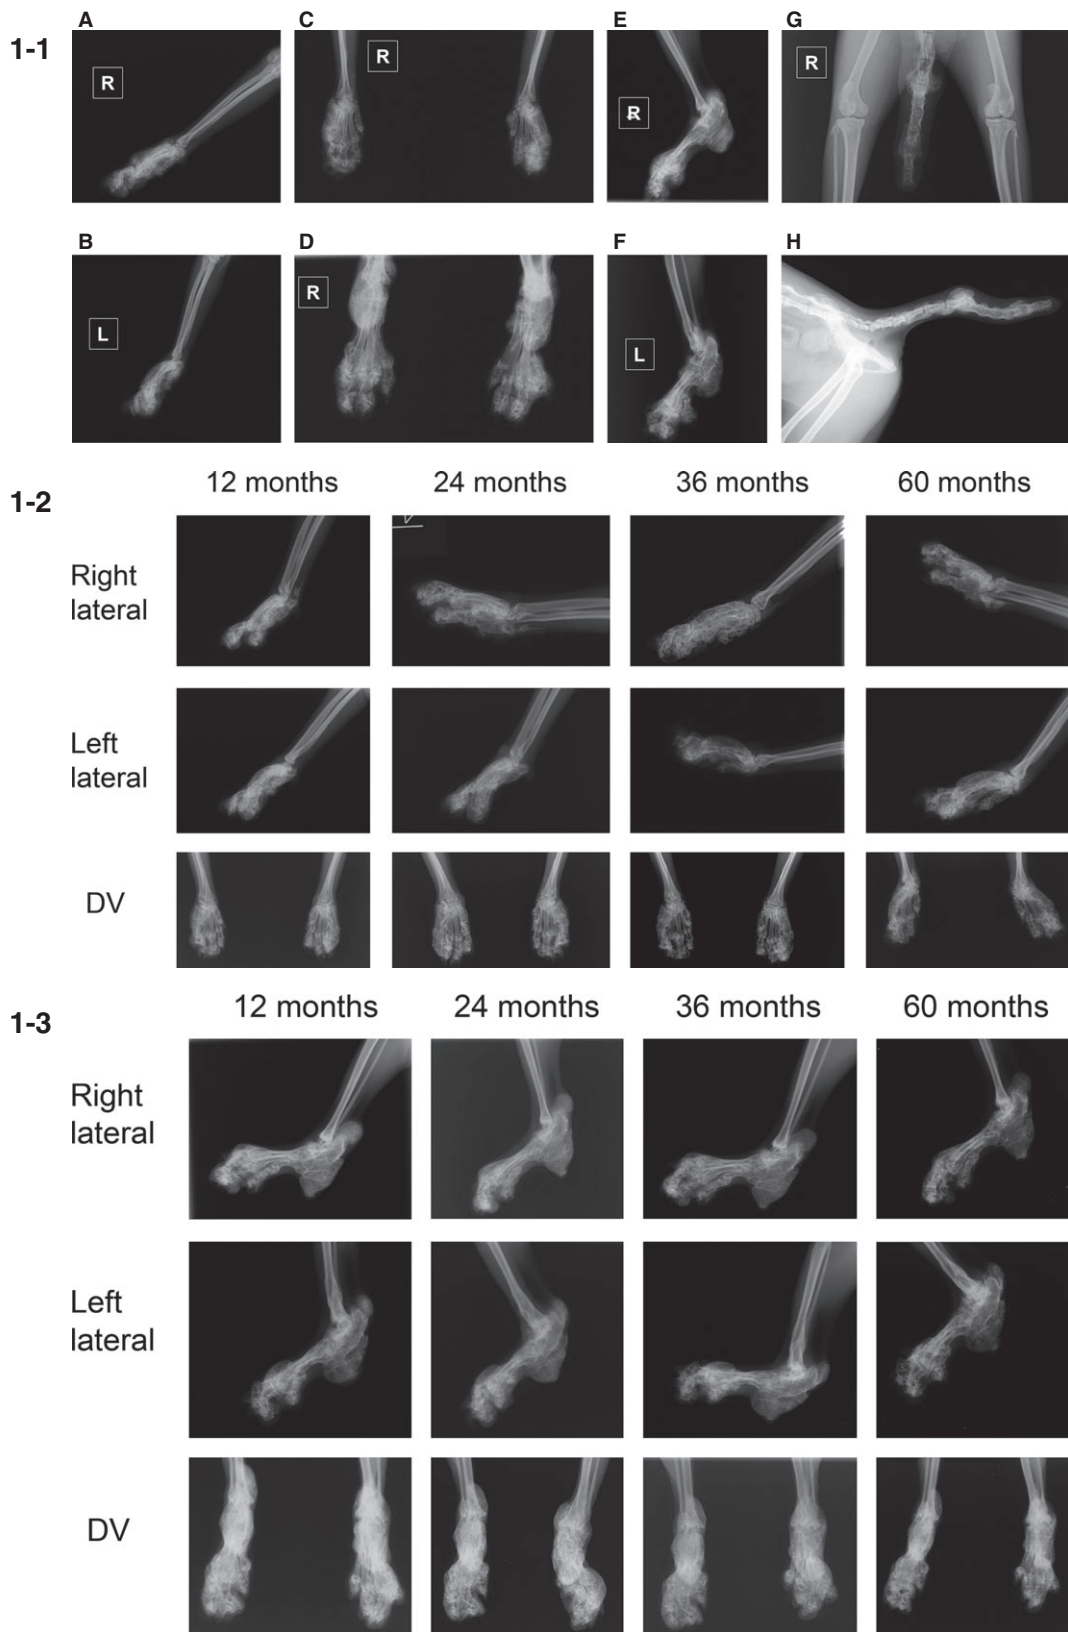 1-1
A
C
E
G
R
R
R
R
B
D
F
H
L
R
L
1-2
12 months
24 months
36 months
60 months
Right
lateral
Left
lateral
DV
1-3
12 months
24 months
36 months
60 months
Right
lateral
Left
lateral
DV